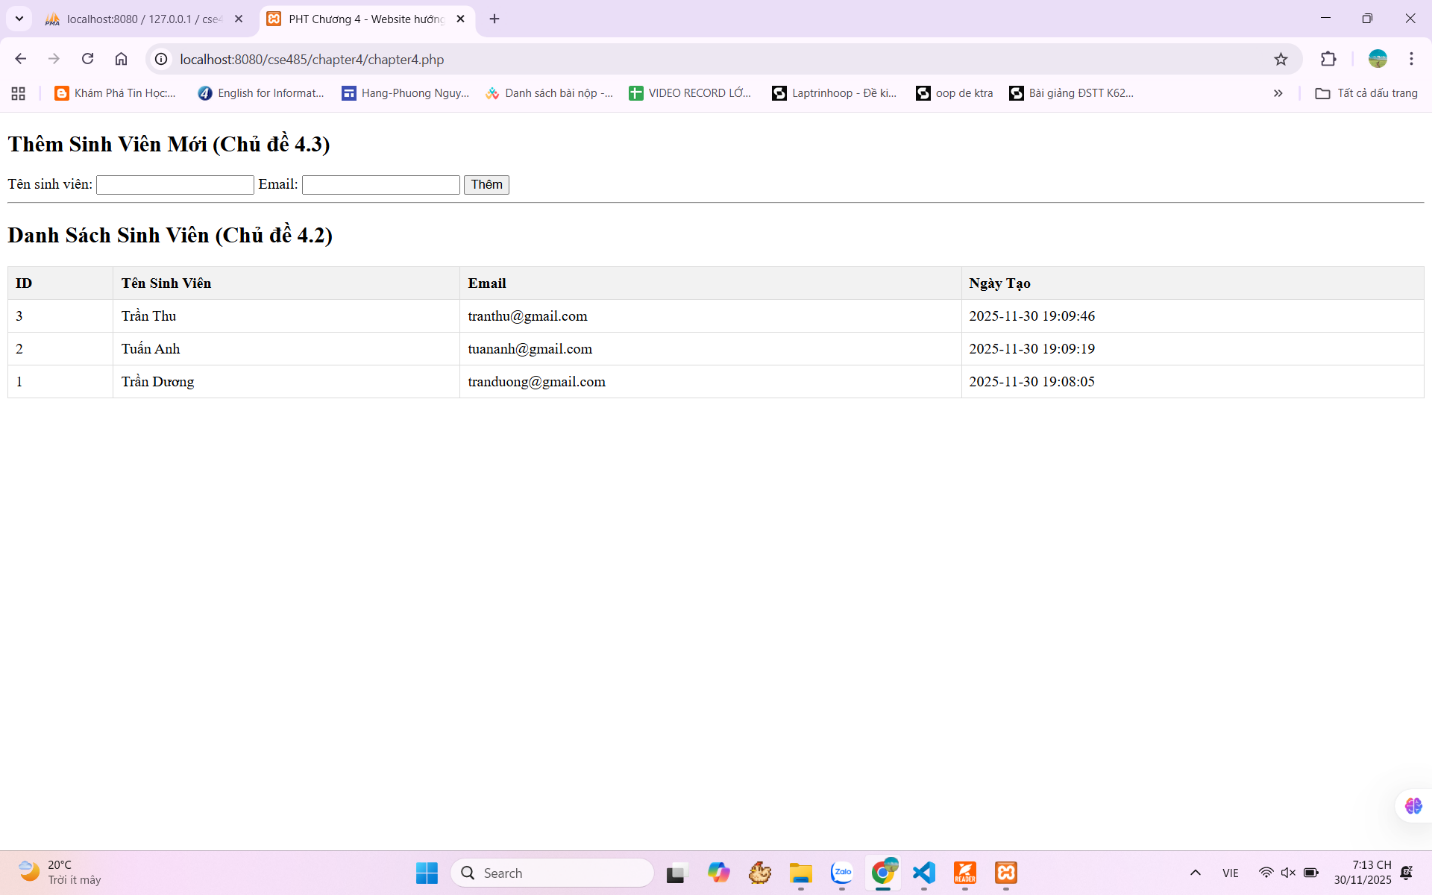 localhost:8080 / 127.0.0.1 / cse4
PHT Chương 4 - Website hướng
localhost:8080/cse485/chapter4/chapter4.php
Khám Phá Tin Học:...
English for Informat...
Hang-Phuong Nguy...
Danh sách bài nộp -...
VIDEO RECORD LỚ...
Laptrinhoop - Đề ki...
oop de ktra
Bài giảng ĐSTT K62...
Tất cả dấu trang
Thêm Sinh Viên Mới (Chủ đề 4.3)
Tên sinh viên: Email: Thêm
Danh Sách Sinh Viên (Chủ đề 4.2)
ID Tên Sinh Viên Email Ngày Tạo
3 Trần Thu tranthu@gmail.com 2025-11-30 19:09:46
2 Tuấn Anh tuananh@gmail.com 2025-11-30 19:09:19
1 Trần Dương tranduong@gmail.com 2025-11-30 19:08:05
20°C
Trời ít mây
Search
Zalo
READER
VIE
7:13 CH
30/11/2025